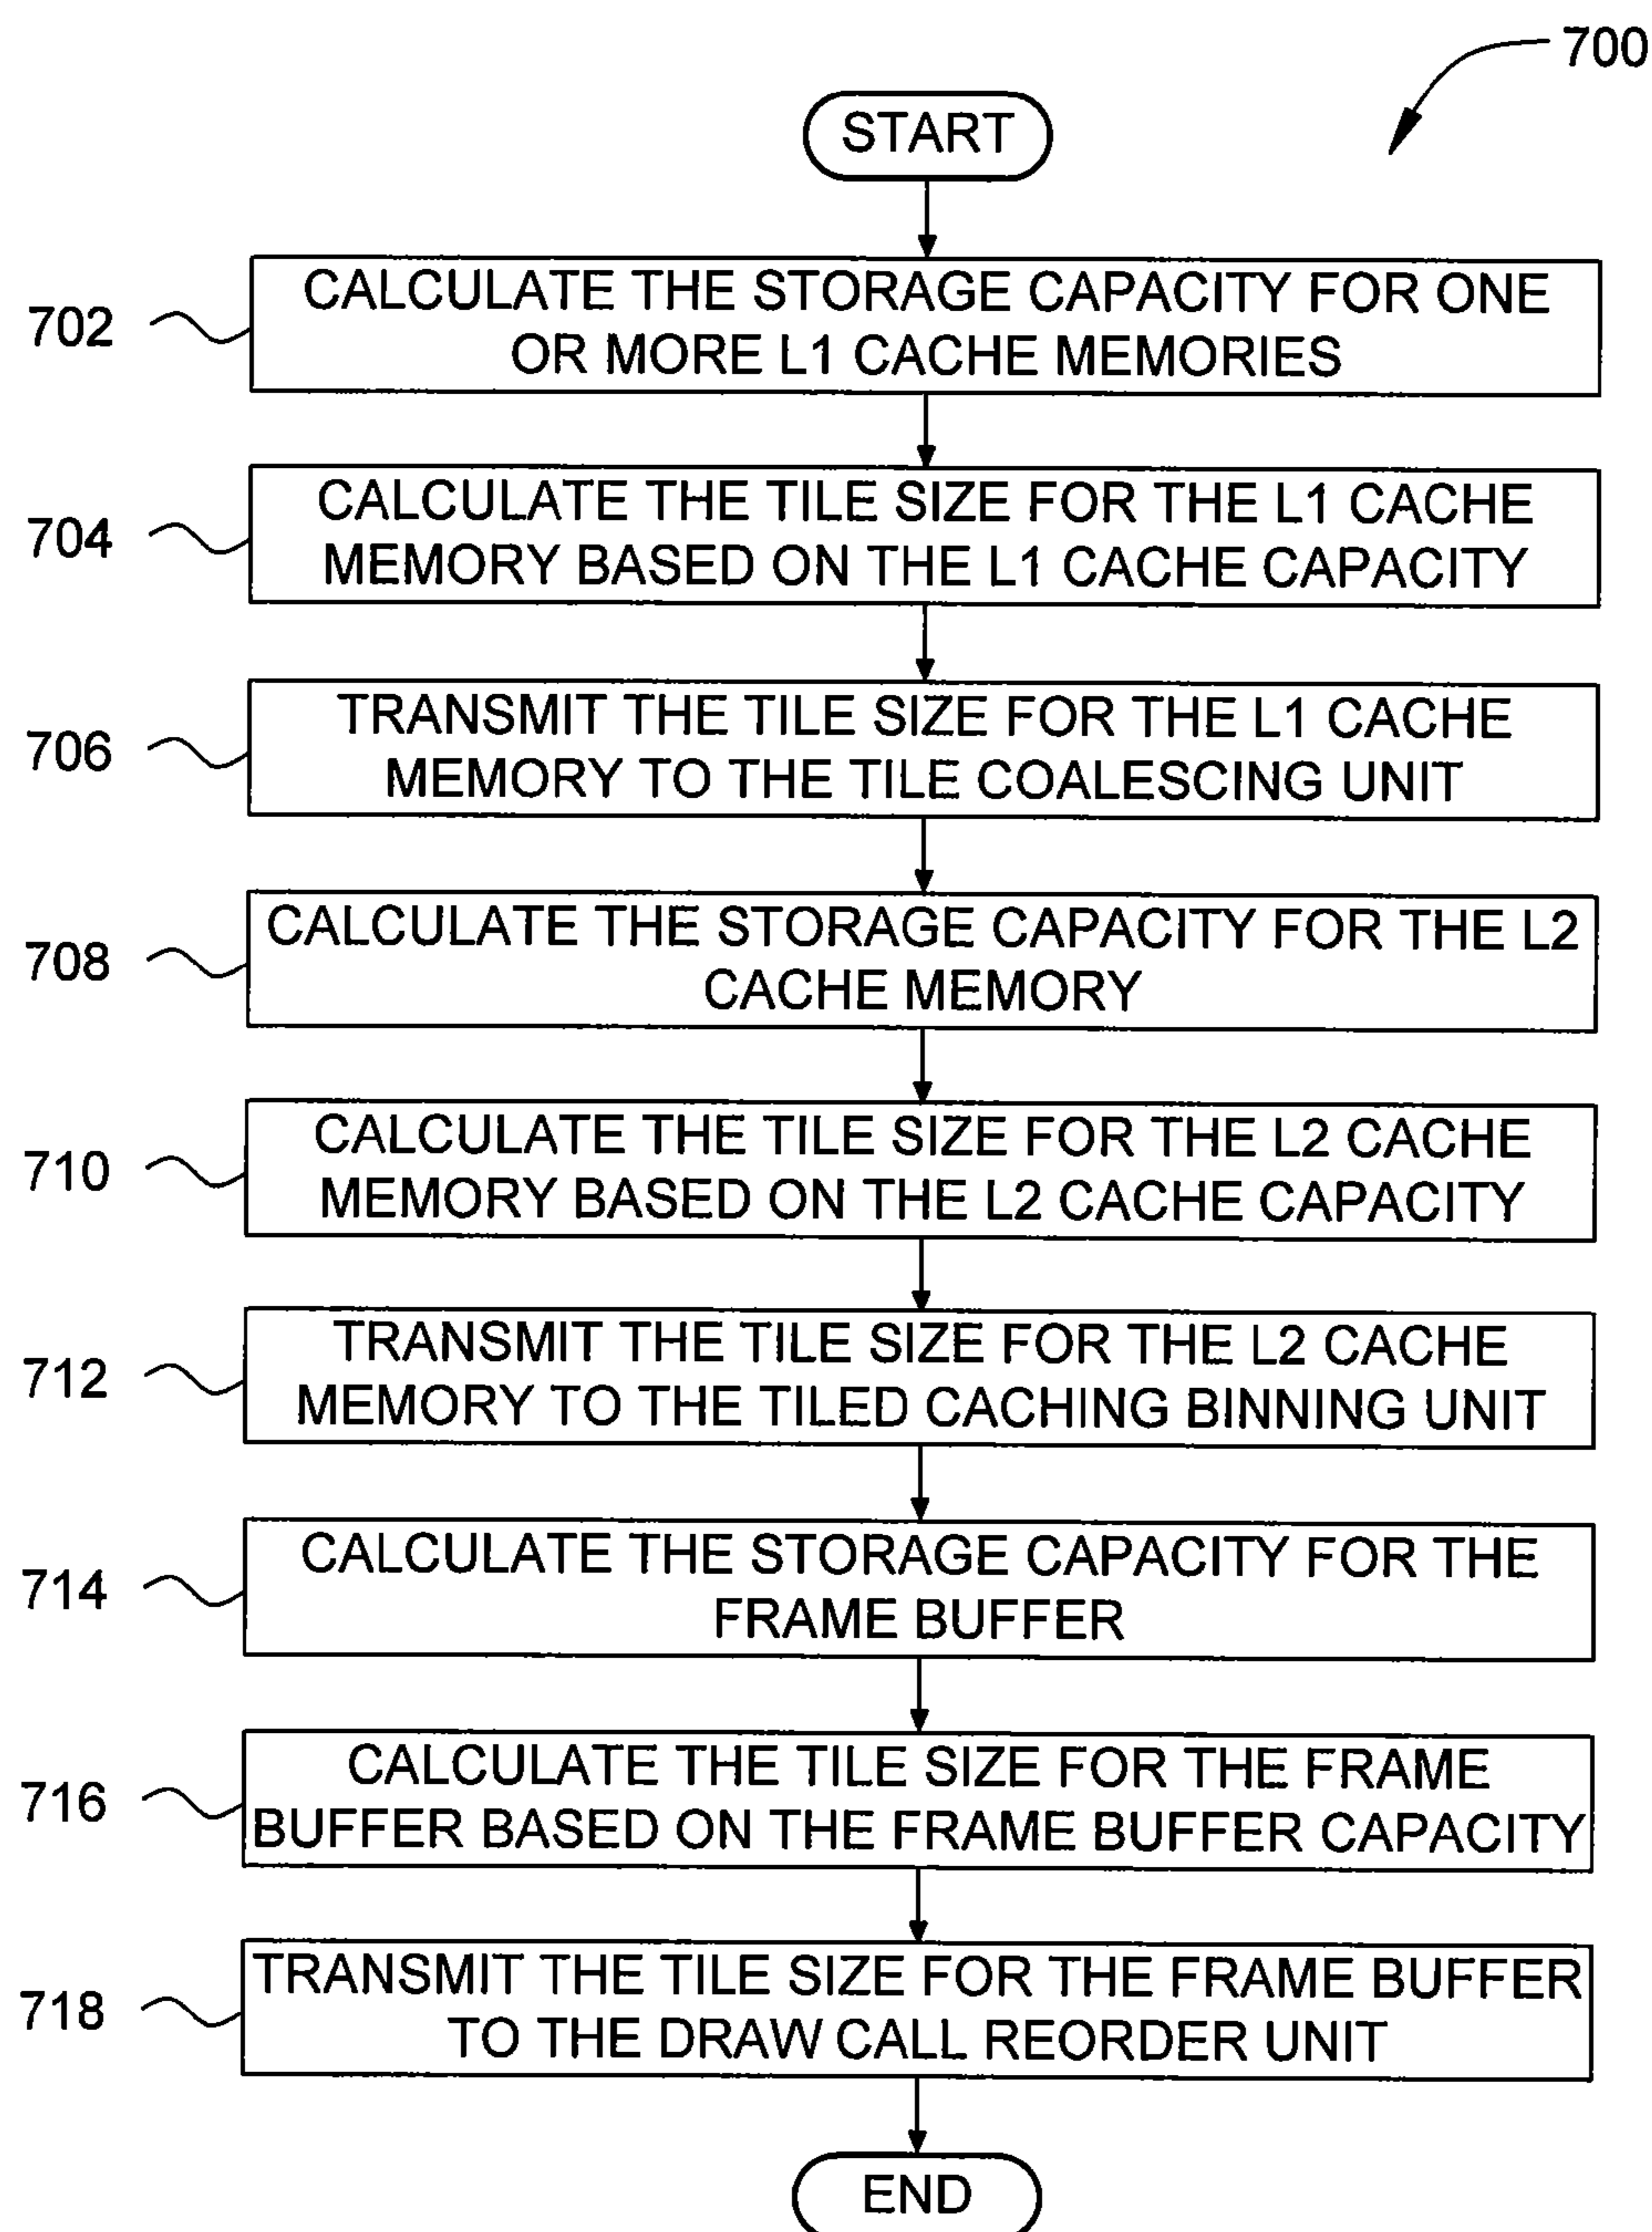 700
START
702
CALCULATE THE STORAGE CAPACITY FOR ONE
OR MORE L1 CACHE MEMORIES
704
CALCULATE THE TILE SIZE FOR THE L1 CACHE
MEMORY BASED ON THE L1 CACHE CAPACITY
706
TRANSMIT THE TILE SIZE FOR THE L1 CACHE
MEMORY TO THE TILE COALESCING UNIT
708
CALCULATE THE STORAGE CAPACITY FOR THE L2
CACHE MEMORY
710
CALCULATE THE TILE SIZE FOR THE L2 CACHE
MEMORY BASED ON THE L2 CACHE CAPACITY
712
TRANSMIT THE TILE SIZE FOR THE L2 CACHE
MEMORY TO THE TILED CACHING BINNING UNIT
714
CALCULATE THE STORAGE CAPACITY FOR THE
FRAME BUFFER
716
CALCULATE THE TILE SIZE FOR THE FRAME
BUFFER BASED ON THE FRAME BUFFER CAPACITY
718
TRANSMIT THE TILE SIZE FOR THE FRAME BUFFER
TO THE DRAW CALL REORDER UNIT
END